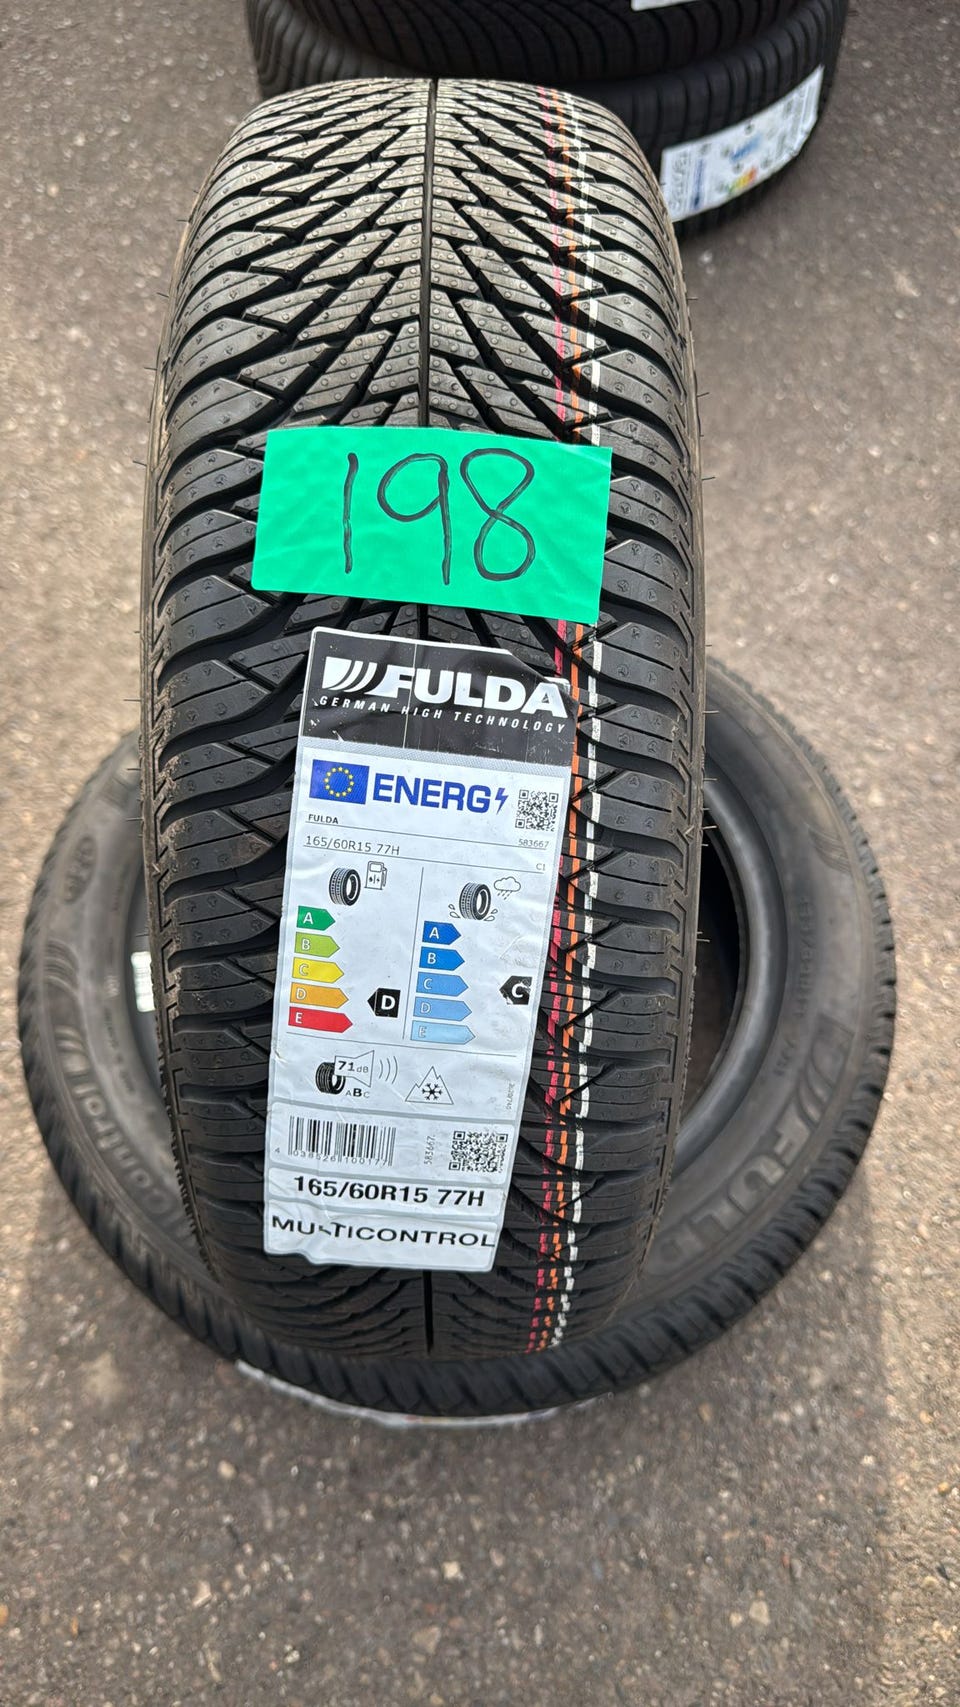 198
FULDA
GERMAN HIGH TECHNOLOGY
ENERG
FULDA
583667
165/60R15 77H
C1
A
B
C
D
E
D
A
B
C
D
E
C
71dB
ABC
583667
165/60R15 77H
MULTICONTROL
FULDA